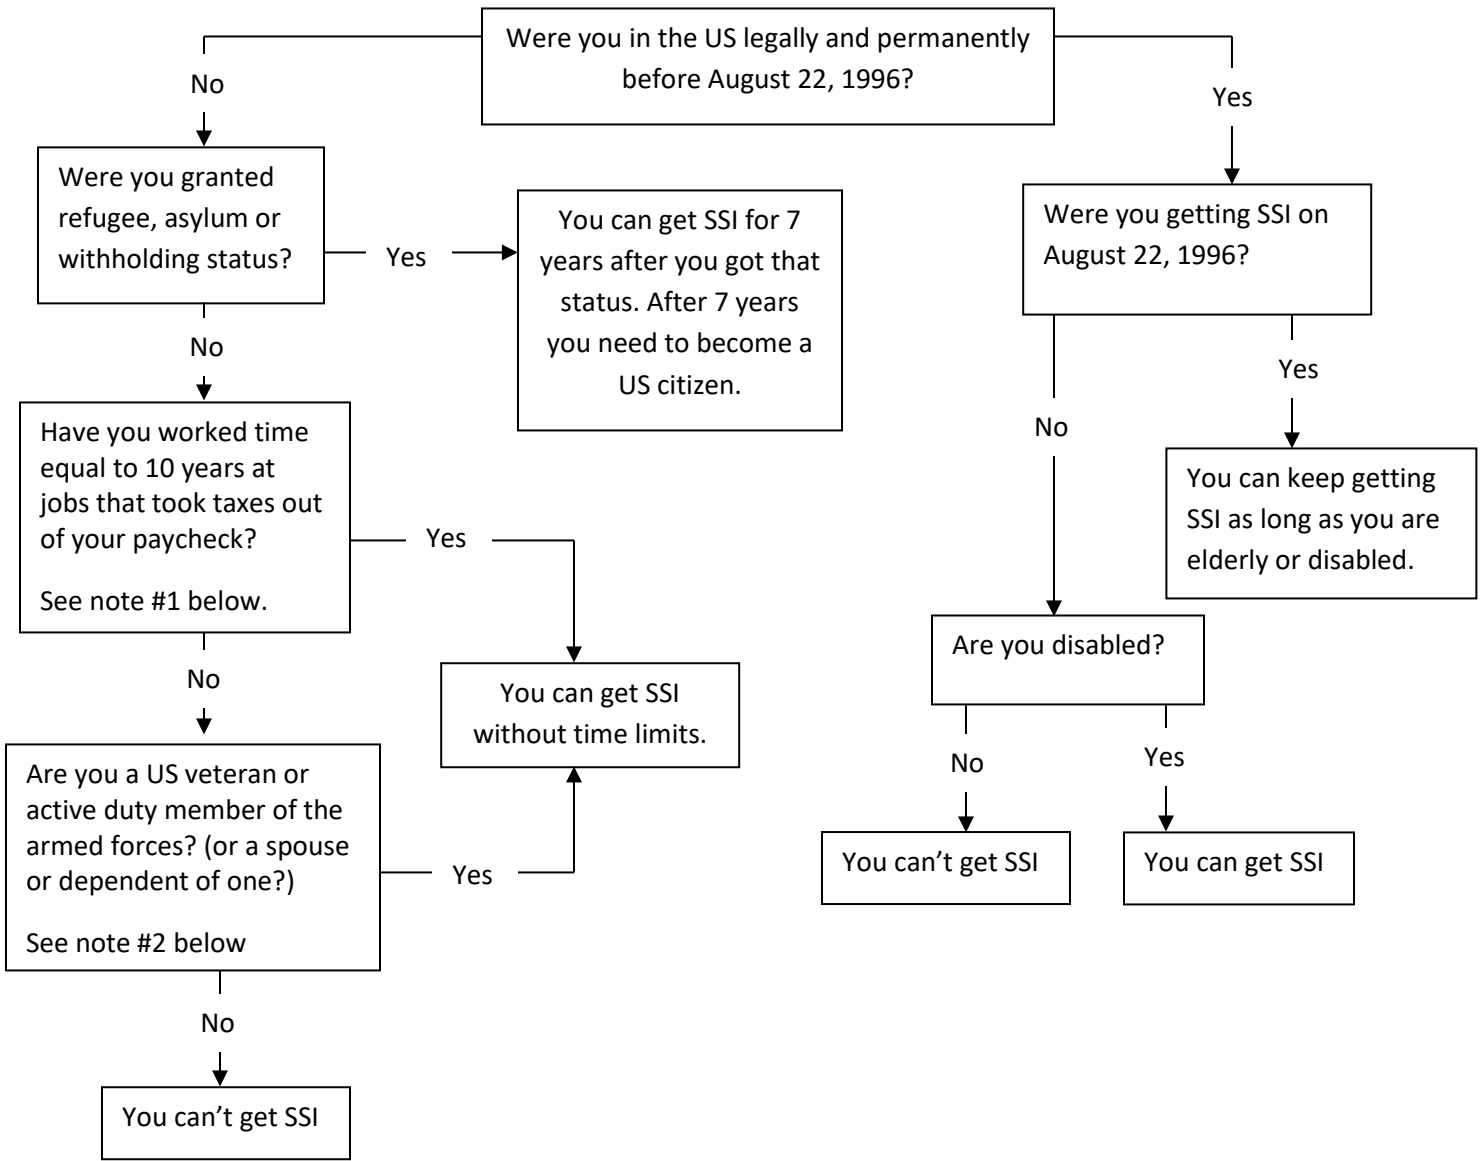 Were you in the US legally and permanently
before August 22, 1996?
No
Yes
Were you granted
refugee, asylum or
withholding status?
Yes
You can get SSI for 7
years after you got that
status. After 7 years
you need to become a
US citizen.
Were you getting SSI on
August 22, 1996?
No
Yes
No
You can keep getting
SSI as long as you are
elderly or disabled.
Have you worked time
equal to 10 years at
jobs that took taxes out
of your paycheck?
See note #1 below.
Yes
No
You can get SSI
without time limits.
Are you disabled?
No
Yes
You can’t get SSI
You can get SSI
Are you a US veteran or
active duty member of the
armed forces? (or a spouse
or dependent of one?)
See note #2 below
Yes
No
You can’t get SSI